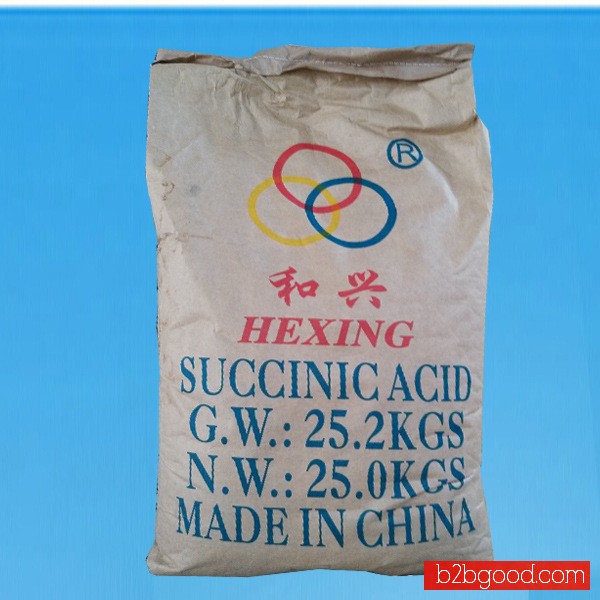 ®
和兴
HEXING
SUCCINIC ACID
G.W.: 25.2KGS
N.W.: 25.0KGS
MADE IN CHINA
b2bgood.com